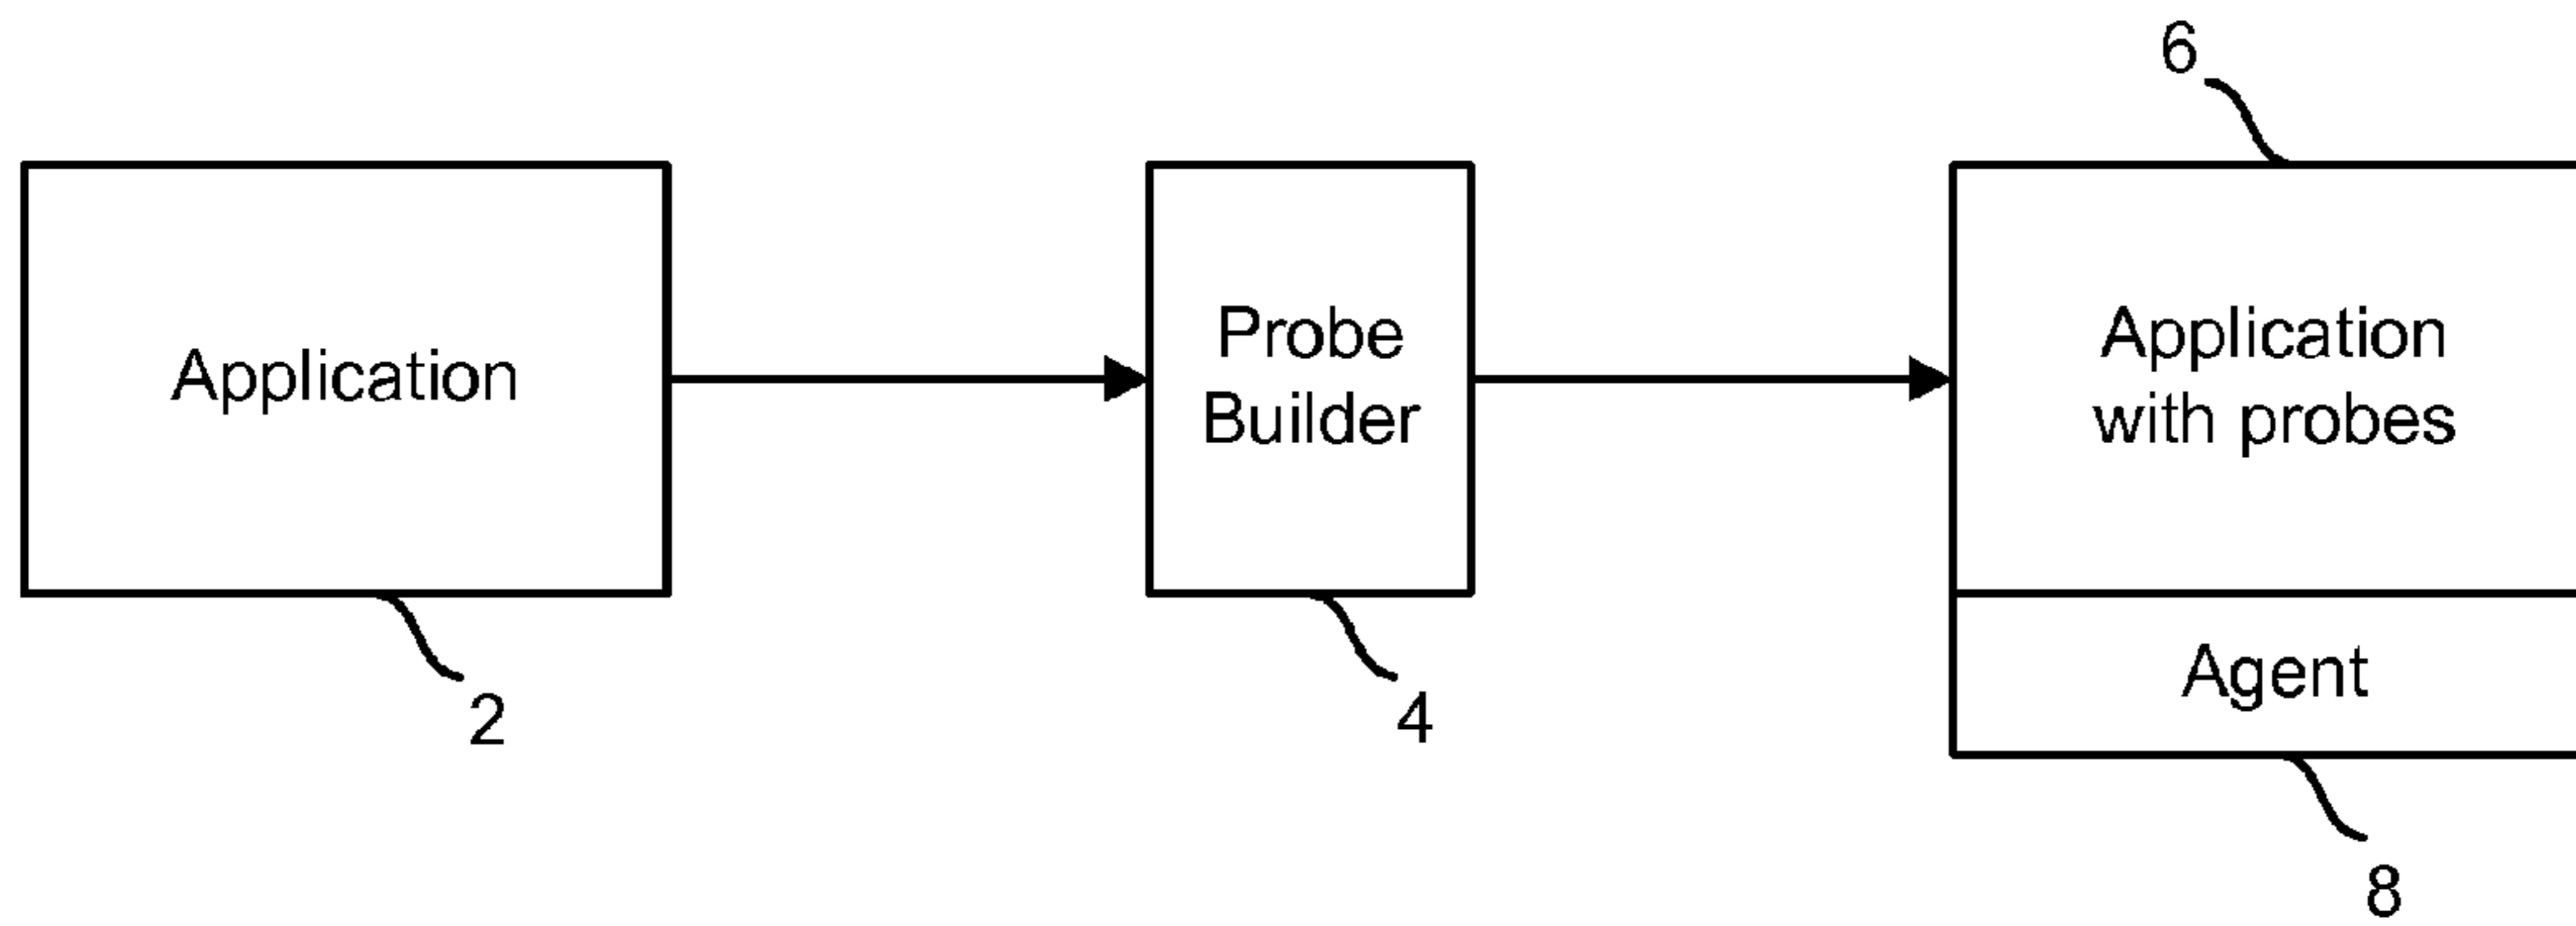 6
Application
Probe
Builder
Application
with probes
Agent
2
4
8